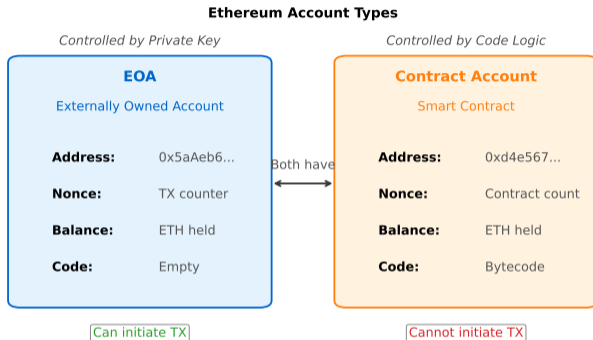 Ethereum Account Types
Controlled by Private Key
Controlled by Code Logic
EOA
Externally Owned Account
Address: 0x5aAeb6...
Nonce: TX counter
Balance: ETH held
Code: Empty
Can initiate TX
Both have
Contract Account
Smart Contract
Address: 0xd4e567...
Nonce: Contract count
Balance: ETH held
Code: Bytecode
Cannot initiate TX